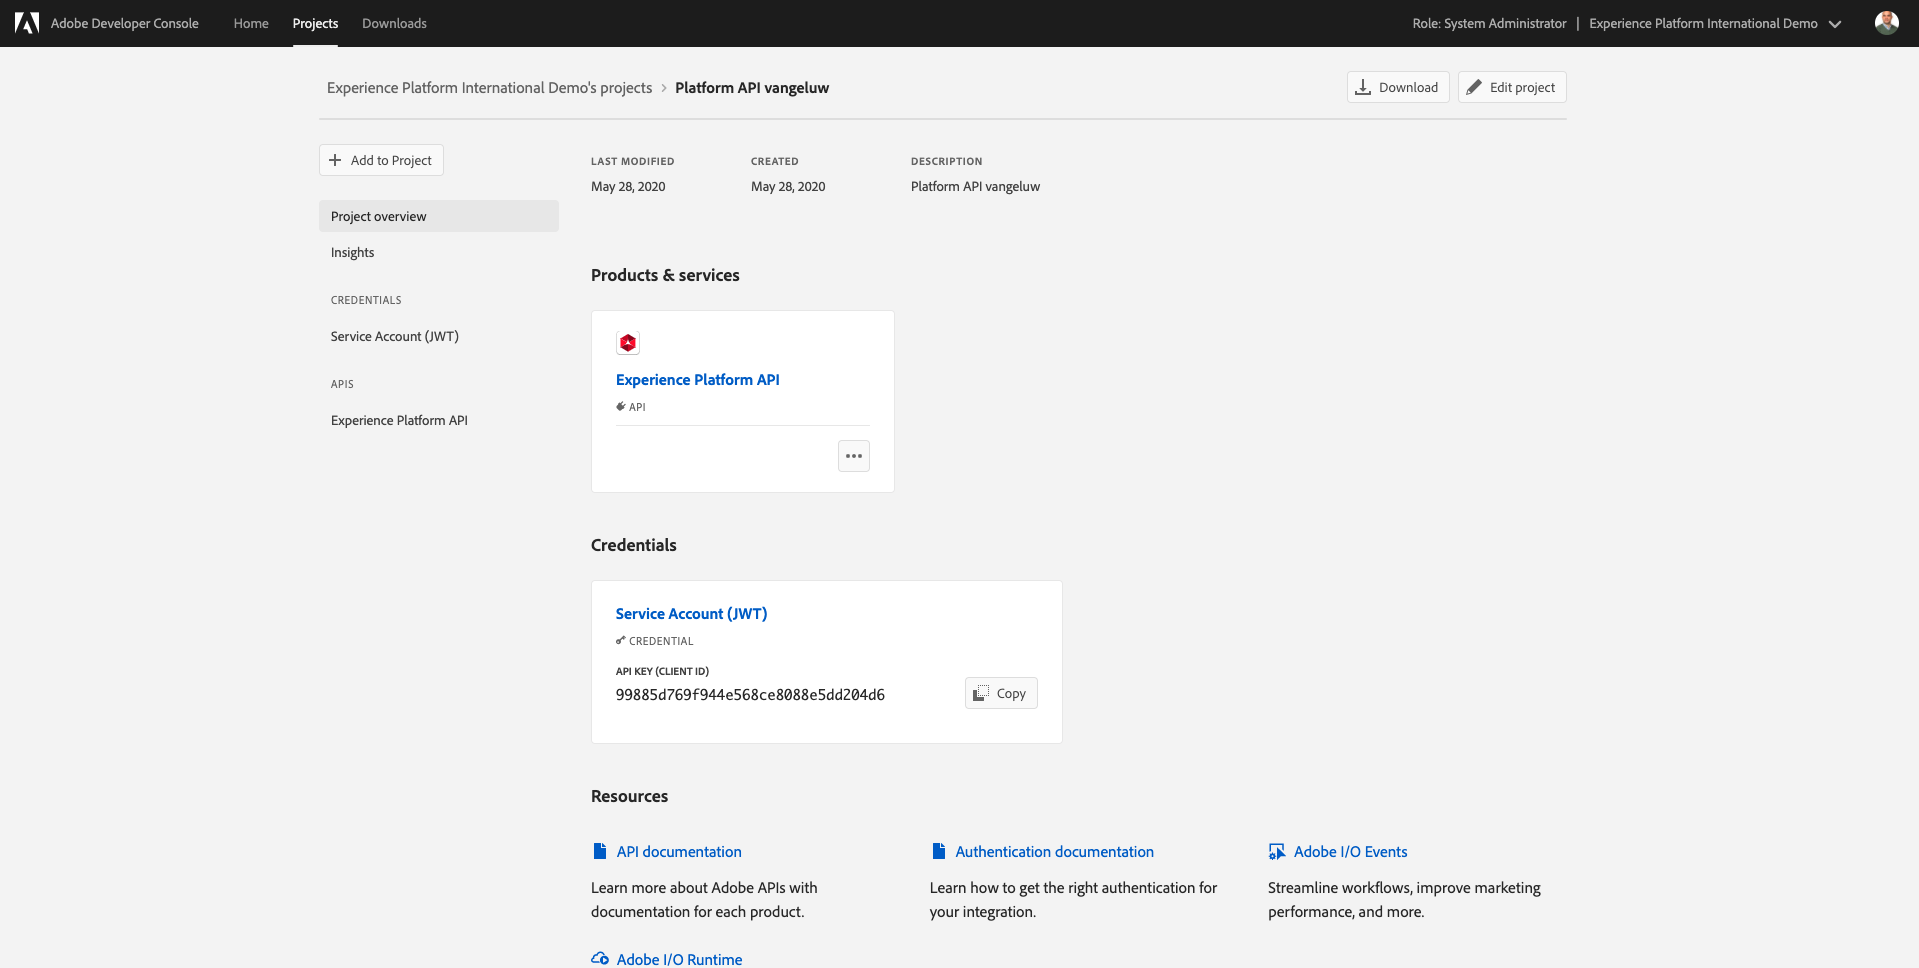 Adobe Developer Console
Home
Projects
Downloads
Role: System Administrator | Experience Platform International Demo
Experience Platform International Demo's projects > Platform API vangeluw
Download
Edit project
Add to Project
LAST MODIFIED
CREATED
DESCRIPTION
May 28, 2020
May 28, 2020
Platform API vangeluw
Project overview
Insights
CREDENTIALS
Service Account (JWT)
APIS
Experience Platform API
Products & services
Experience Platform API
API
Credentials
Service Account (JWT)
CREDENTIAL
API KEY (CLIENT ID)
99885d769f944e568ce8088e5dd204d6
Copy
Resources
API documentation
Learn more about Adobe APIs with
documentation for each product.
Authentication documentation
Learn how to get the right authentication for
your integration.
Adobe I/O Events
Streamline workflows, improve marketing
performance, and more.
Adobe I/O Runtime